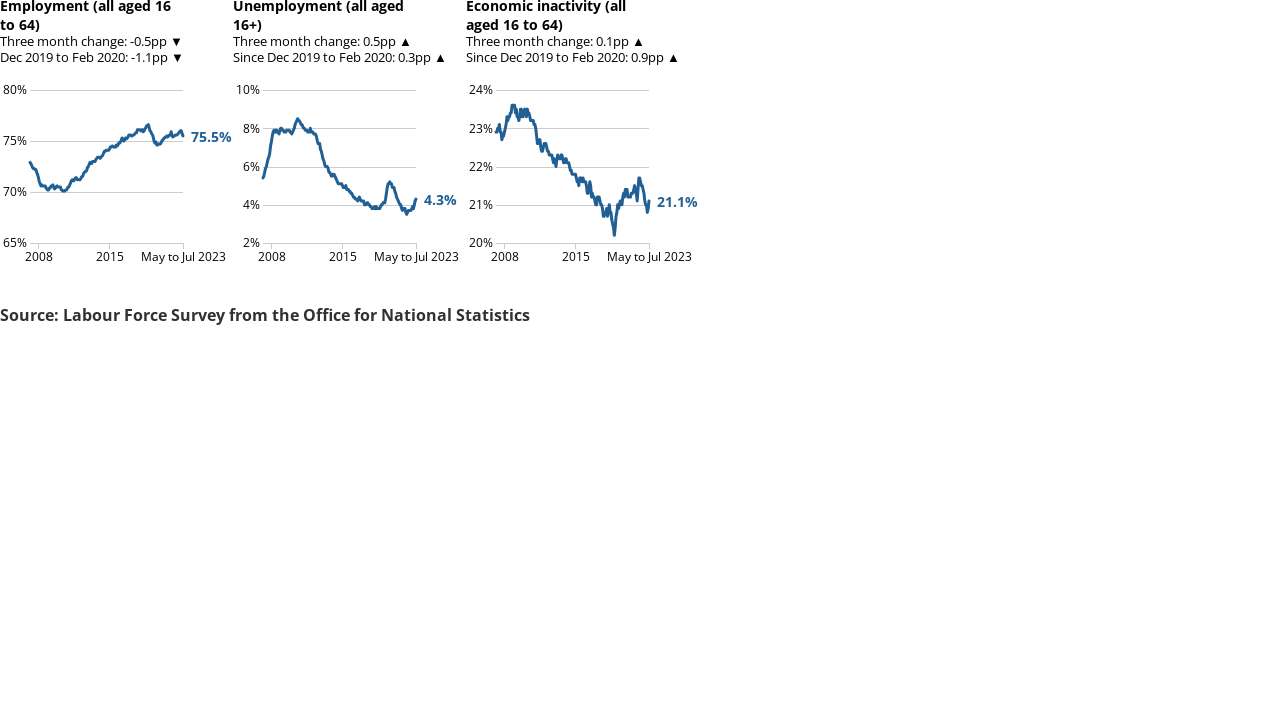 Employment (all aged 16
to 64)
Three month change: -0.5pp ▼
Dec 2019 to Feb 2020: -1.1pp ▼
80%
75%
70%
65%
75.5%
2008
2015
May to Jul 2023
Unemployment (all aged
16+)
Three month change: 0.5pp ▲
Since Dec 2019 to Feb 2020: 0.3pp ▲
10%
8%
6%
4%
2%
4.3%
2008
2015
May to Jul 2023
Economic inactivity (all
aged 16 to 64)
Three month change: 0.1pp ▲
Since Dec 2019 to Feb 2020: 0.9pp ▲
24%
23%
22%
21%
20%
21.1%
2008
2015
May to Jul 2023
Source: Labour Force Survey from the Office for National Statistics